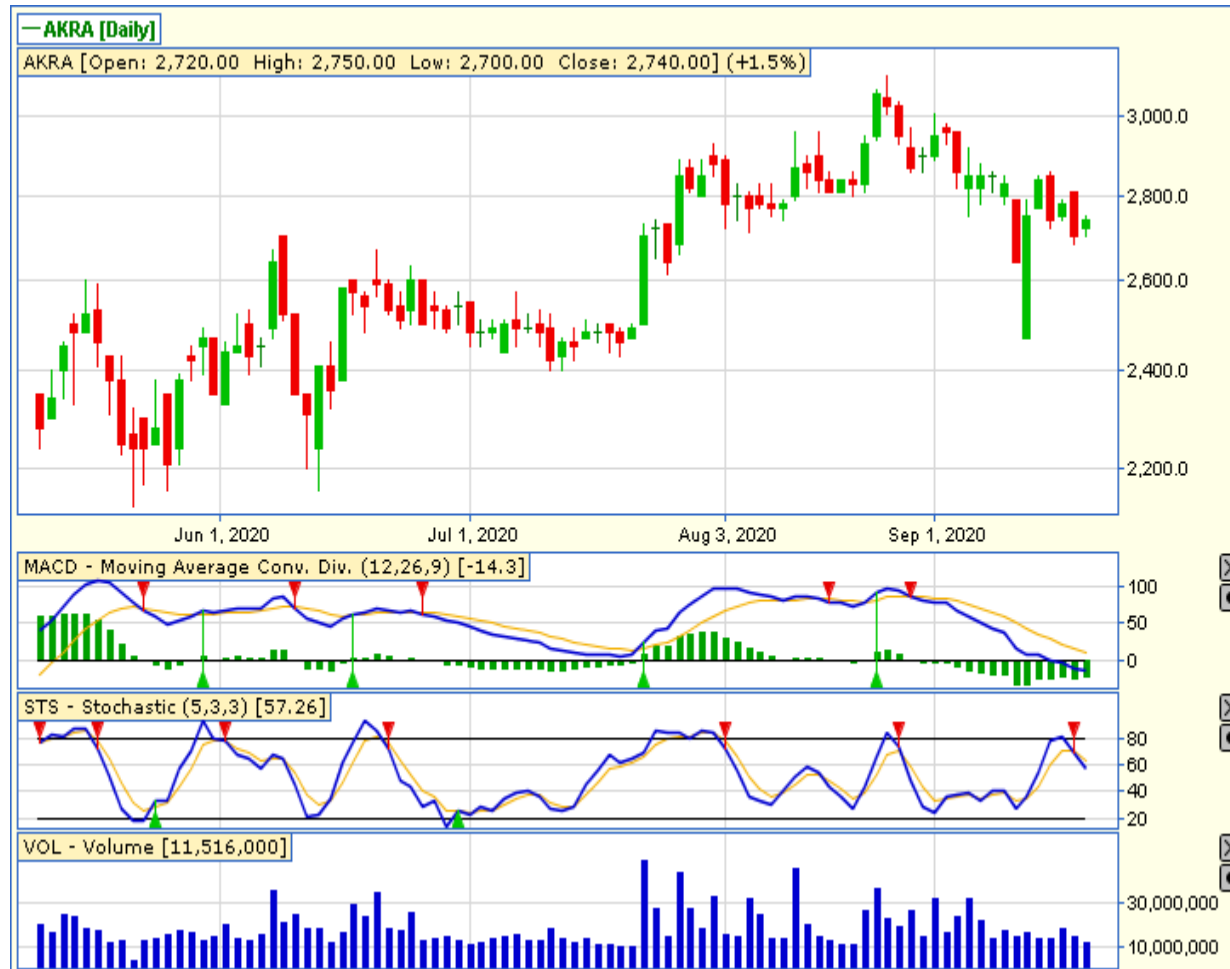 AKRA [Daily]
AKRA [Open: 2,720.00 High: 2,750.00 Low: 2,700.00 Close: 2,740.00] (+1.5%)
3,000.0
2,800.0
2,600.0
2,400.0
2,200.0
Jun 1, 2020 Jul 1, 2020 Aug 3, 2020 Sep 1, 2020
MACD - Moving Average Conv. Div. (12,26,9) [-14.3]
100
50
0
STS - Stochastic (5,3,3) [57.26]
80
60
40
20
VOL - Volume [11,516,000]
30,000,000
10,000,000